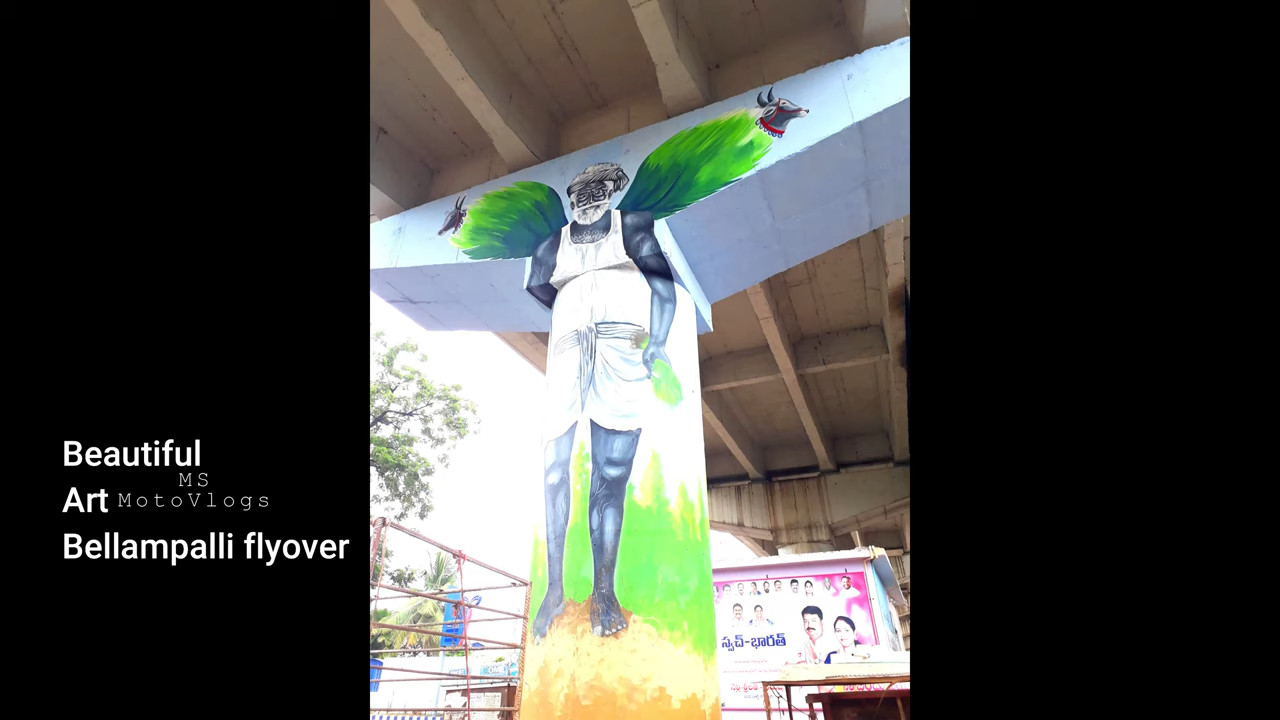 Beautiful
MS
Art MotoVlogs
Bellampalli flyover
స్వచ్-భారత్